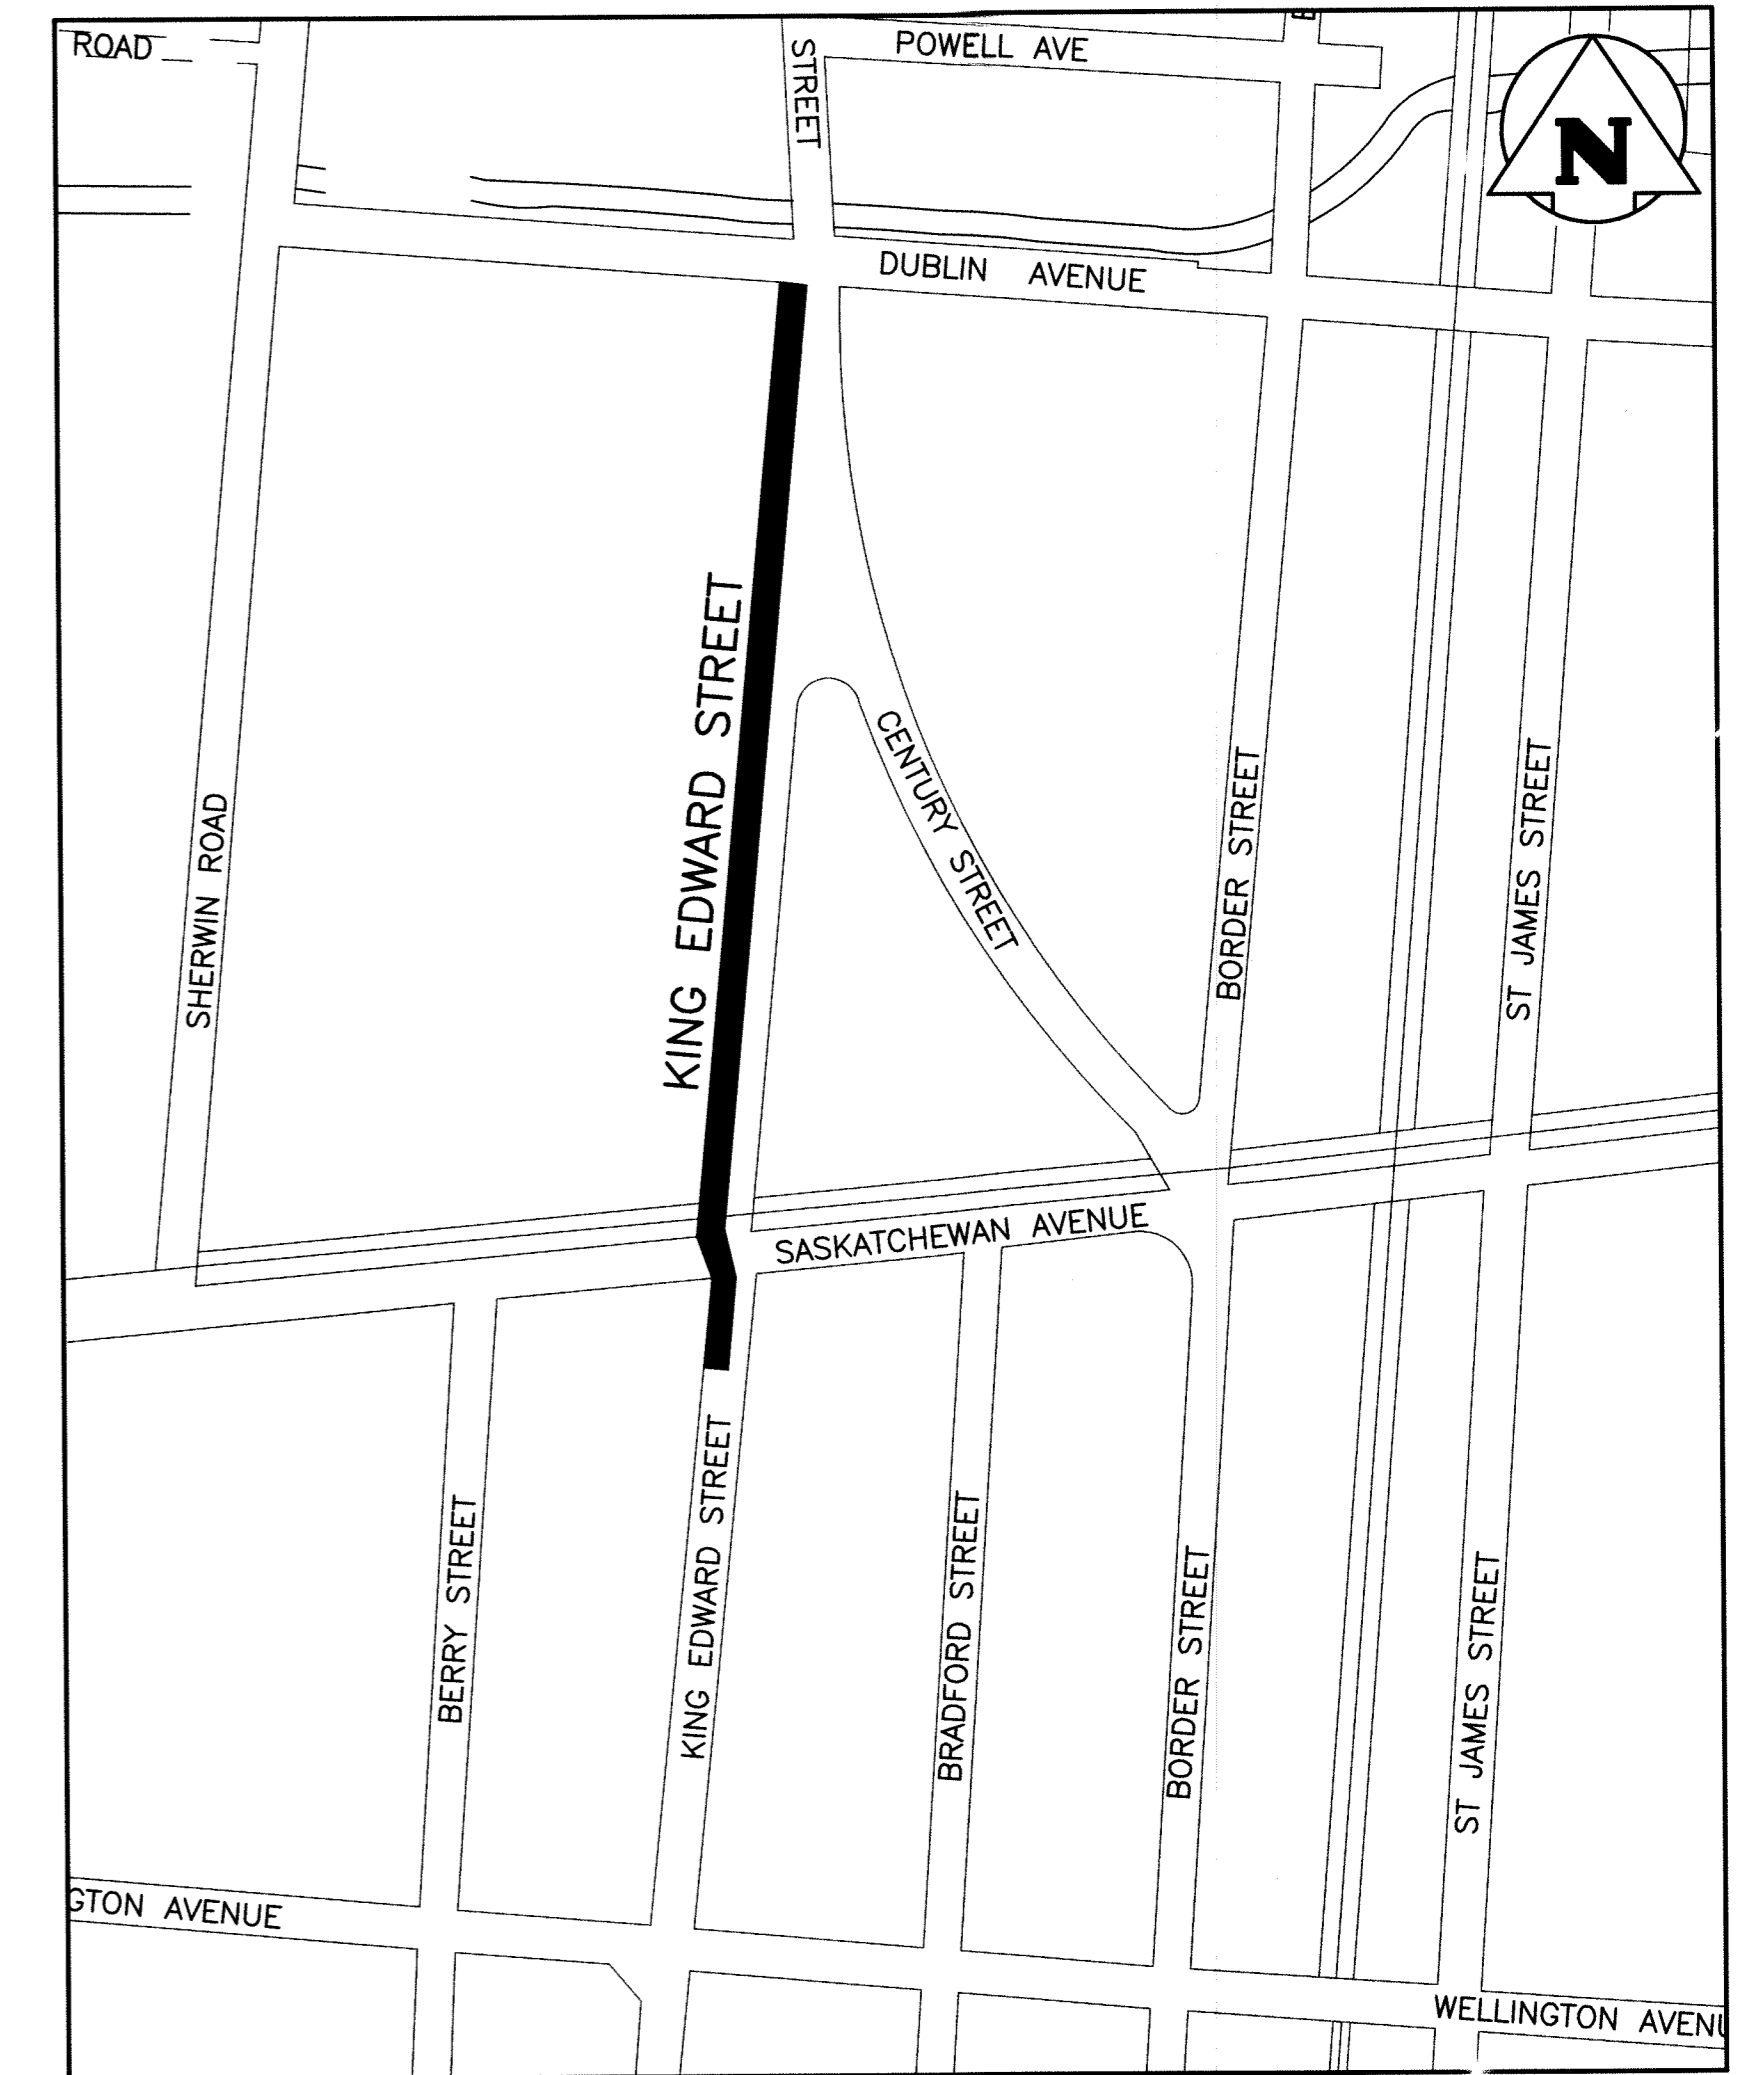 ROAD
STREET
POWELL AVE
N
DUBLIN AVENUE
KING EDWARD STREET
CENTURY STREET
SHERWIN ROAD
BORDER STREET
ST JAMES STREET
SASKATCHEWAN AVENUE
BERRY STREET
KING EDWARD STREET
BRADFORD STREET
BORDER STREET
ST JAMES STREET
GTON AVENUE
WELLINGTON AVENU